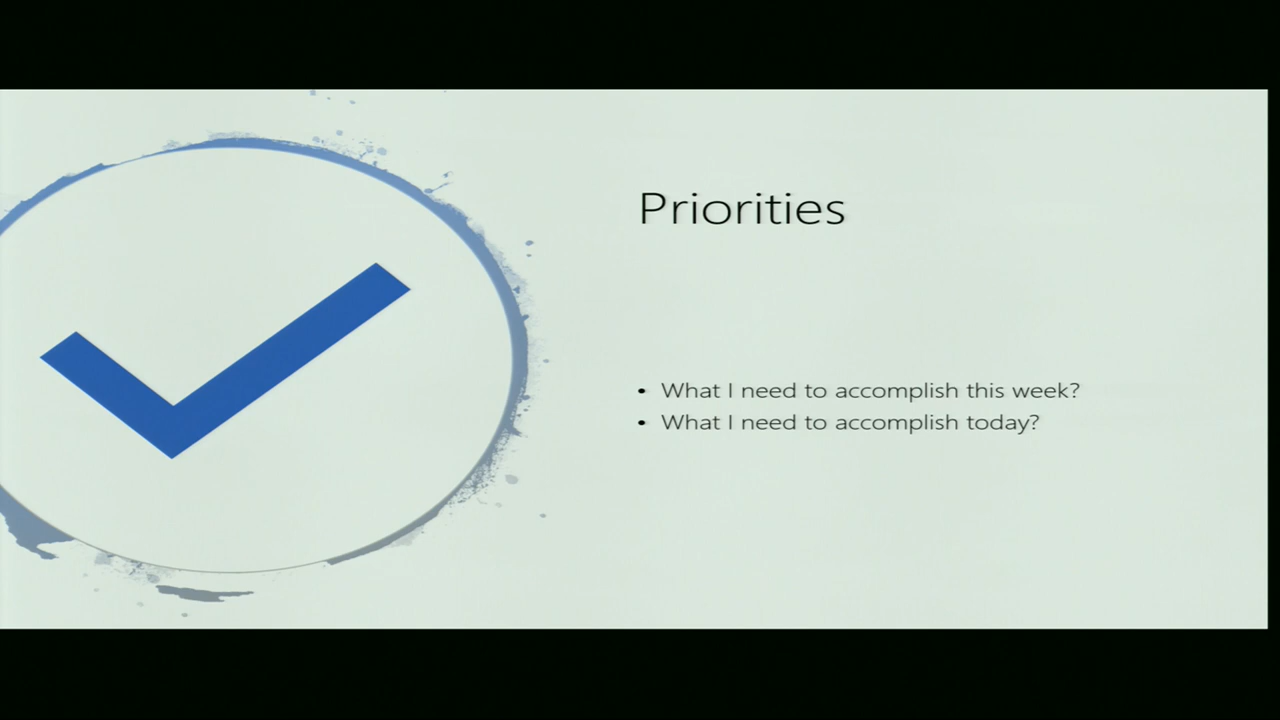 Priorities
• What I need to accomplish this week?
• What I need to accomplish today?